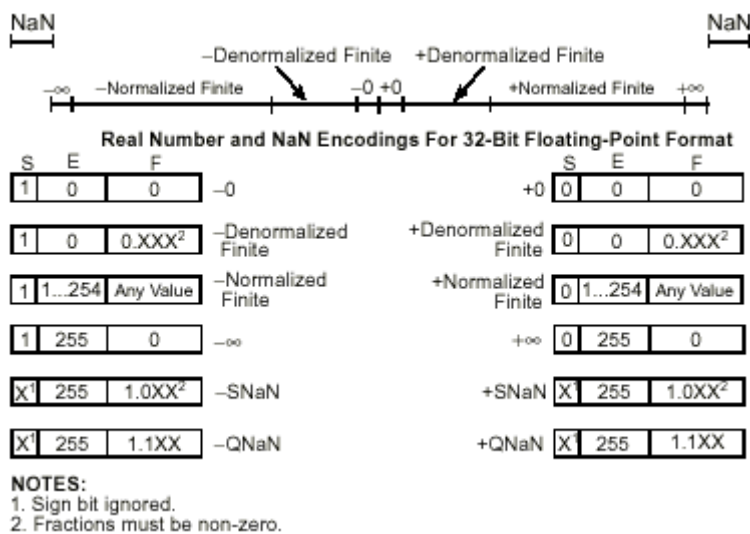 NaN NaN
−Denormalized Finite +Denormalized Finite
−∞ −Normalized Finite −0 +0 +Normalized Finite +∞
Real Number and NaN Encodings For 32-Bit Floating-Point Format
S E F S E F
1 0 0 −0 +0 0 0 0
1 0 0.XXX² −Denormalized Finite +Denormalized Finite 0 0 0.XXX²
1 1...254 Any Value −Normalized Finite +Normalized Finite 0 1...254 Any Value
1 255 0 −∞ +∞ 0 255 0
X¹ 255 1.0XX² −SNaN +SNaN X¹ 255 1.0XX²
X¹ 255 1.1XX −QNaN +QNaN X¹ 255 1.1XX
NOTES:
1. Sign bit ignored.
2. Fractions must be non-zero.